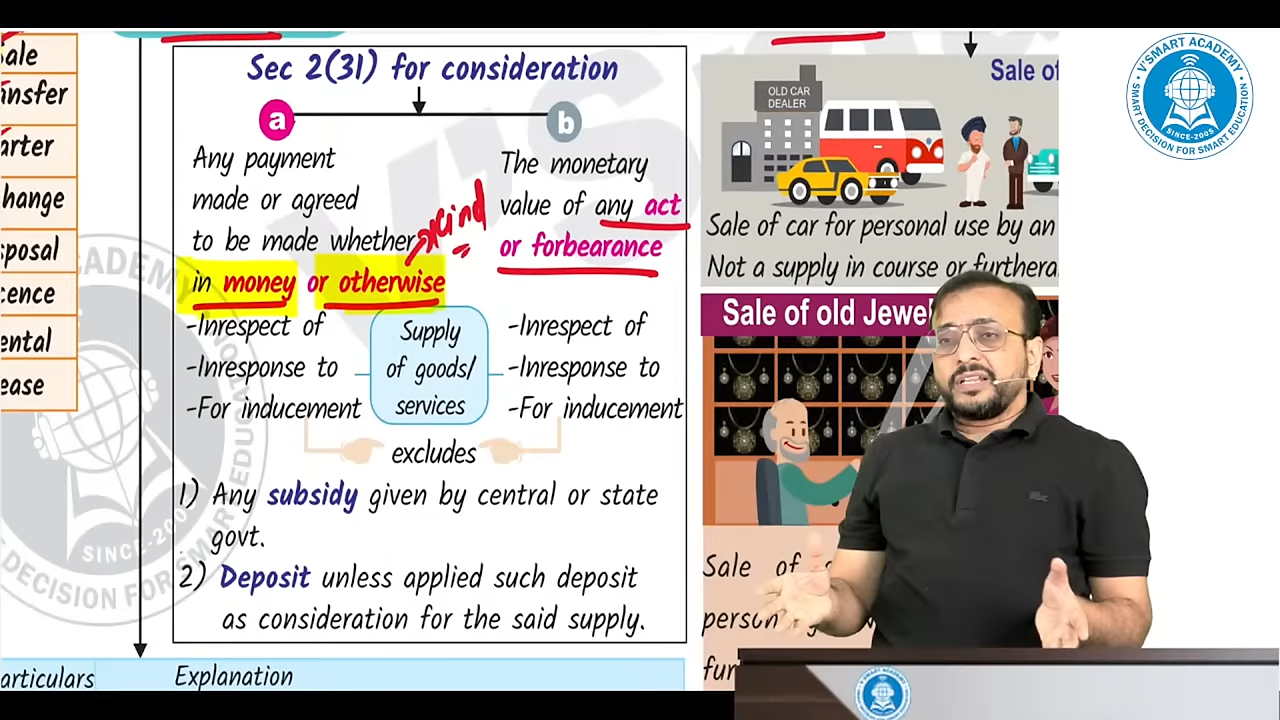 ale
ansfer
arter
hange
sposal
cence
ental
ease
Sec 2(31) for consideration
a
Any payment
made or agreed
to be made whether
in money or otherwise
kind
-Inrespect of
-Inresponse to
-For inducement
Supply
of goods/
services
b
The monetary
value of any act
or forbearance
-Inrespect of
-Inresponse to
-For inducement
excludes
1) Any subsidy given by central or state
govt.
2) Deposit unless applied such deposit
as consideration for the said supply.
articulars
Explanation
Sale of
OLD CAR
DEALER
Sale of car for personal use by an
Not a supply in course or furthera
Sale of old Jewel
Sale of
person
fur
V'SMART ACADEMY
SINCE-2005
SMART DECISION FOR SMART EDUCATION